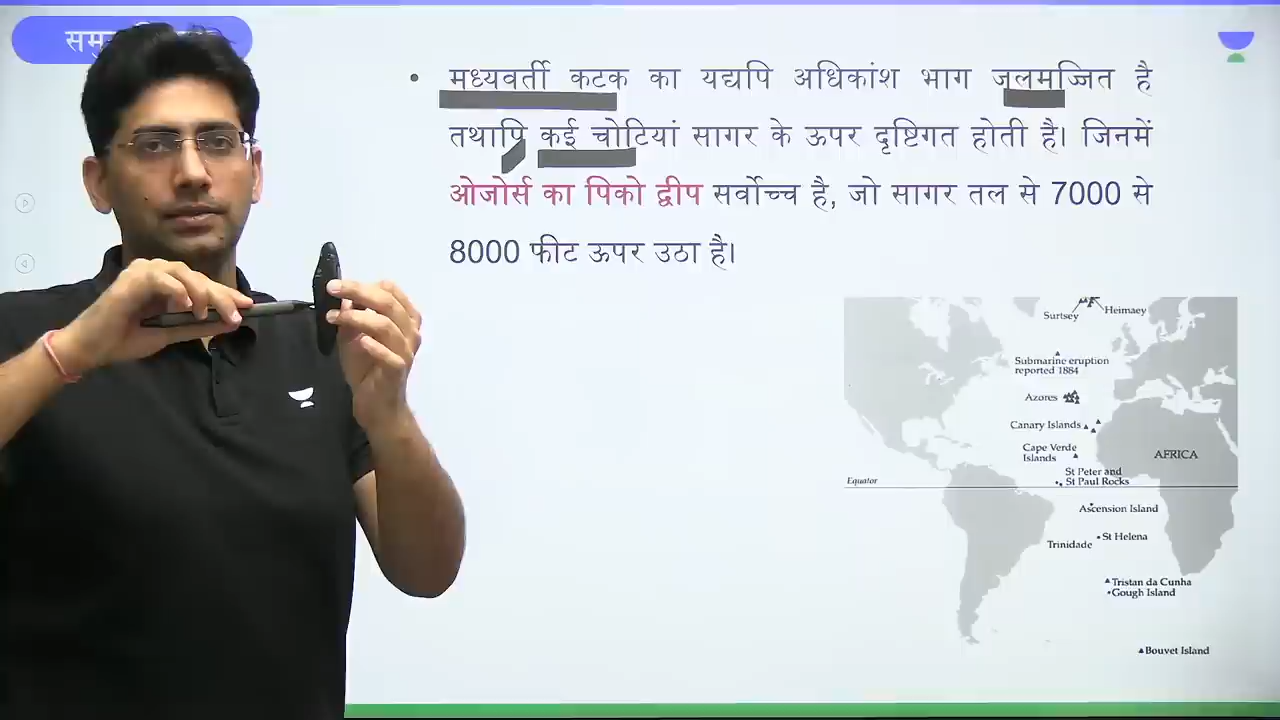 मध्यवर्ती कटक का यद्यपि अधिकांश भाग जलमज्जित है
तथापि कई चोटियां सागर के ऊपर दृष्टिगत होती है। जिनमें
ओजोर्स का पिको द्वीप सर्वोच्च है, जो सागर तल से 7000 से
8000 फीट ऊपर उठा है।
Surtsey
Heimaey
Submarine eruption
reported 1884
Azores
Canary Islands
Cape Verde
Islands
AFRICA
St Peter and
St Paul Rocks
Equator
Ascension Island
St Helena
Trinidade
Tristan da Cunha
Gough Island
Bouvet Island